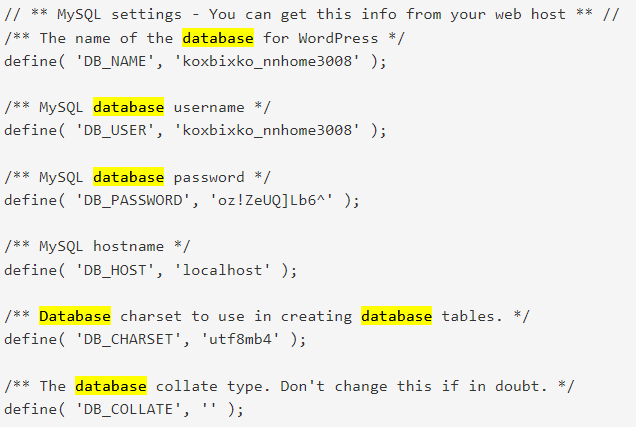 // ** MySQL settings - You can get this info from your web host ** //
/** The name of the database for WordPress */
define( 'DB_NAME', 'koxbixko_nnhome3008' );
/** MySQL database username */
define( 'DB_USER', 'koxbixko_nnhome3008' );
/** MySQL database password */
define( 'DB_PASSWORD', 'oz!ZeUQ]Lb6^' );
/** MySQL hostname */
define( 'DB_HOST', 'localhost' );
/** Database charset to use in creating database tables. */
define( 'DB_CHARSET', 'utf8mb4' );
/** The database collate type. Don't change this if in doubt. */
define( 'DB_COLLATE', '' );